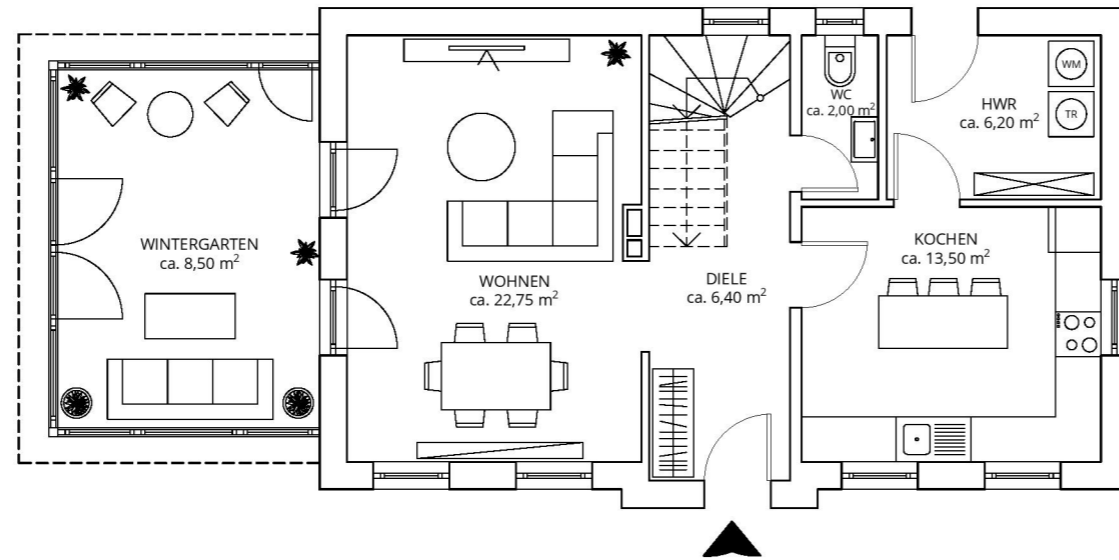 WINTERGARTEN
ca. 8,50 m²
WOHNEN
ca. 22,75 m²
DIELE
ca. 6,40 m²
WC
ca. 2,00 m²
HWR
ca. 6,20 m²
WM
TR
KOCHEN
ca. 13,50 m²